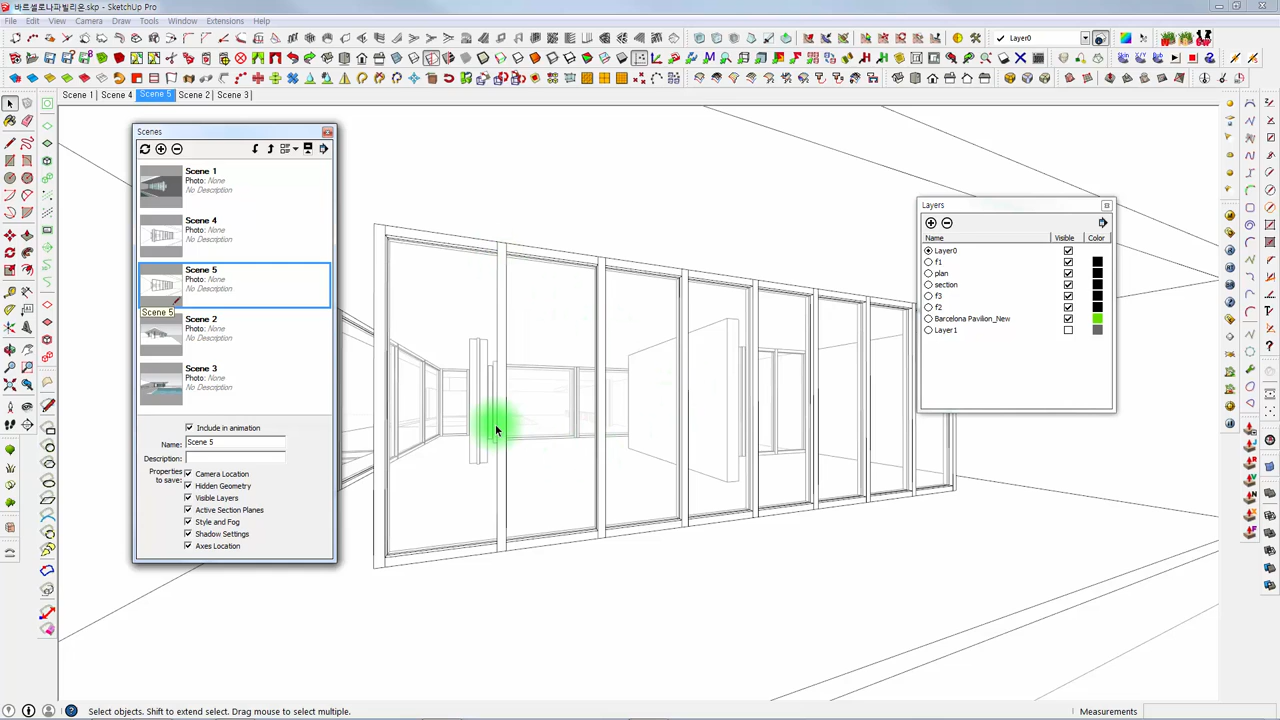 바르셀로나파빌리온.skp - SketchUp Pro
File Edit View Camera Draw Tools Window Extensions Help
Layer0
Scene 1 Scene 4 Scene 5 Scene 2 Scene 3
Scenes
Scene 1
Photo: None
No Description
Scene 4
Photo: None
No Description
Scene 5
Photo: None
No Description
Scene 5
Scene 2
Photo: None
No Description
Scene 3
Photo: None
No Description
Include in animation
Name: Scene 5
Description:
Properties to save:
Camera Location
Hidden Geometry
Visible Layers
Active Section Planes
Style and Fog
Shadow Settings
Axes Location
Layers
Name Visible Color
Layer0
f1
plan
section
f3
f2
Barcelona Pavilion_New
Layer1
Select objects. Shift to extend select. Drag mouse to select multiple. Measurements